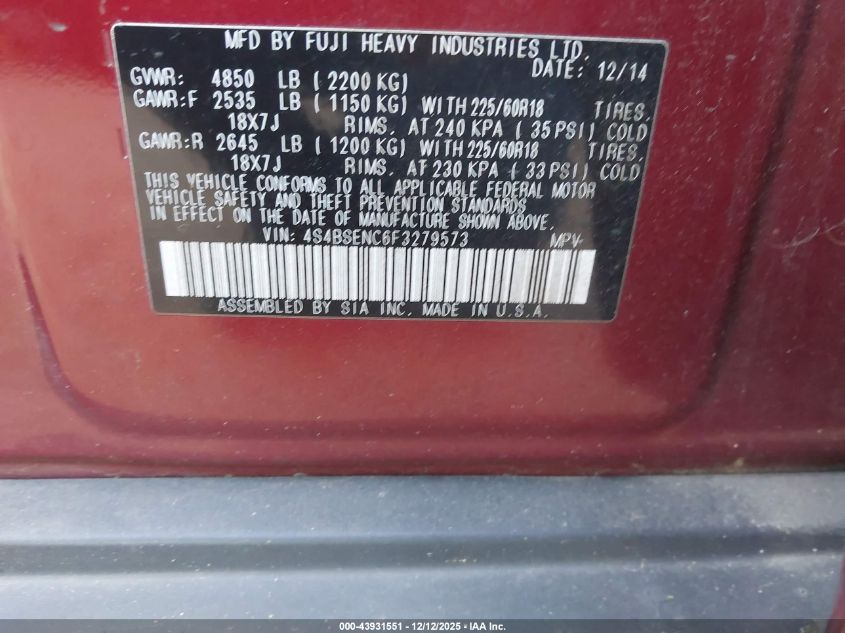 MFD BY FUJI HEAVY INDUSTRIES LTD.
DATE: 12/14
GVWR: 4850 LB ( 2200 KG)
GAWR:F 2535 LB ( 1150 KG) WITH 225/60R18 TIRES.
18X7J RIMS. AT 240 KPA ( 35 PSI) COLD
GAWR:R 2645 LB ( 1200 KG) WITH 225/60R18 TIRES.
18X7J RIMS. AT 230 KPA ( 33 PSI) COLD
THIS VEHICLE CONFORMS TO ALL APPLICABLE FEDERAL MOTOR
VEHICLE SAFETY AND THEFT PREVENTION STANDARDS
IN EFFECT ON THE DATE OF MANUFACTURE SHOWN ABOVE.
VIN: 4S4BSENC6F3279573 MPV-
ASSEMBLED BY SIA INC. MADE IN U.S.A.
000-43931551 - 12/12/2025 - IAA Inc.